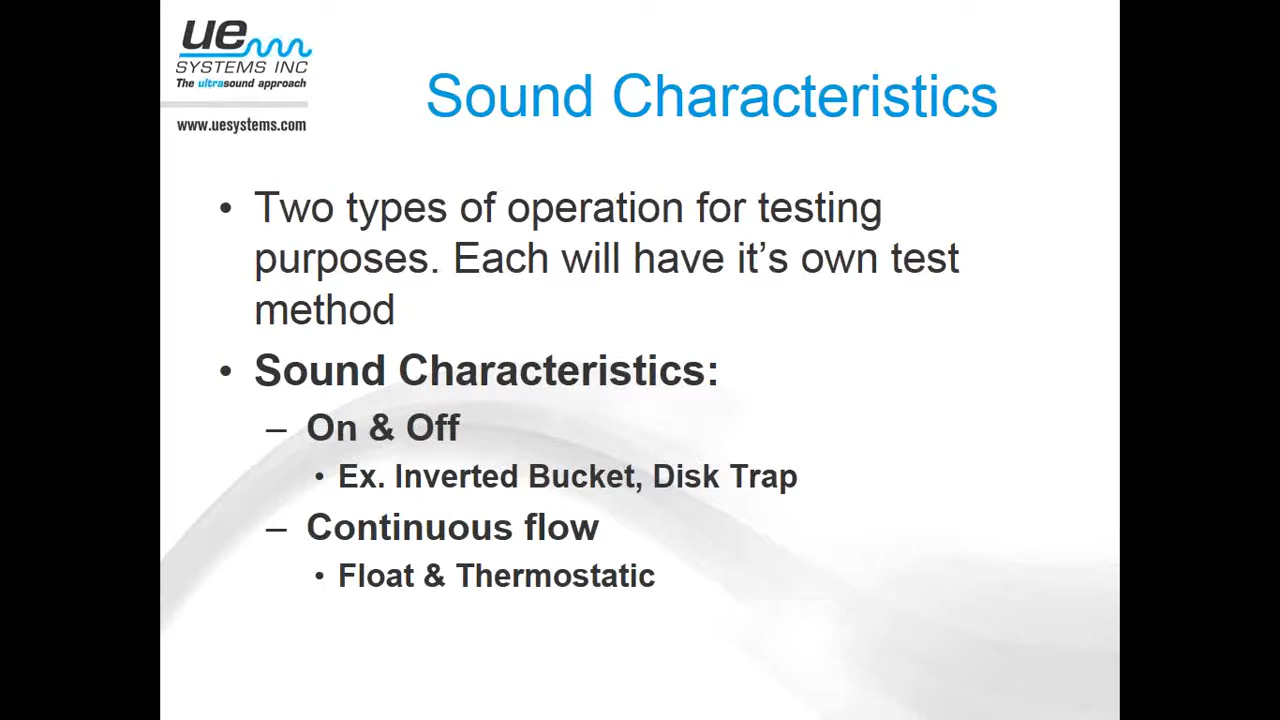 ue
SYSTEMS INC
The ultrasound approach
www.uesystems.com
Sound Characteristics
• Two types of operation for testing
purposes. Each will have it’s own test
method
• Sound Characteristics:
– On & Off
• Ex. Inverted Bucket, Disk Trap
– Continuous flow
• Float & Thermostatic